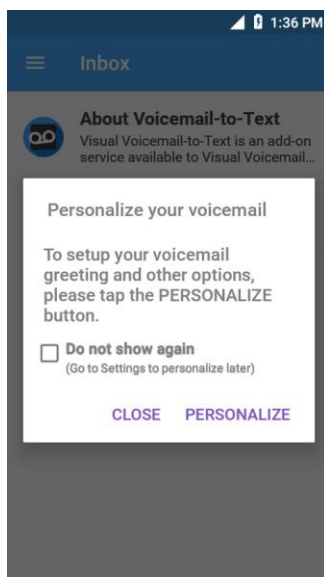 1:36 PM
Inbox
About Voicemail-to-Text
Visual Voicemail-to-Text is an add-on
service available to Visual Voicemail...
Personalize your voicemail
To setup your voicemail
greeting and other options,
please tap the PERSONALIZE
button.
Do not show again
(Go to Settings to personalize later)
CLOSE PERSONALIZE